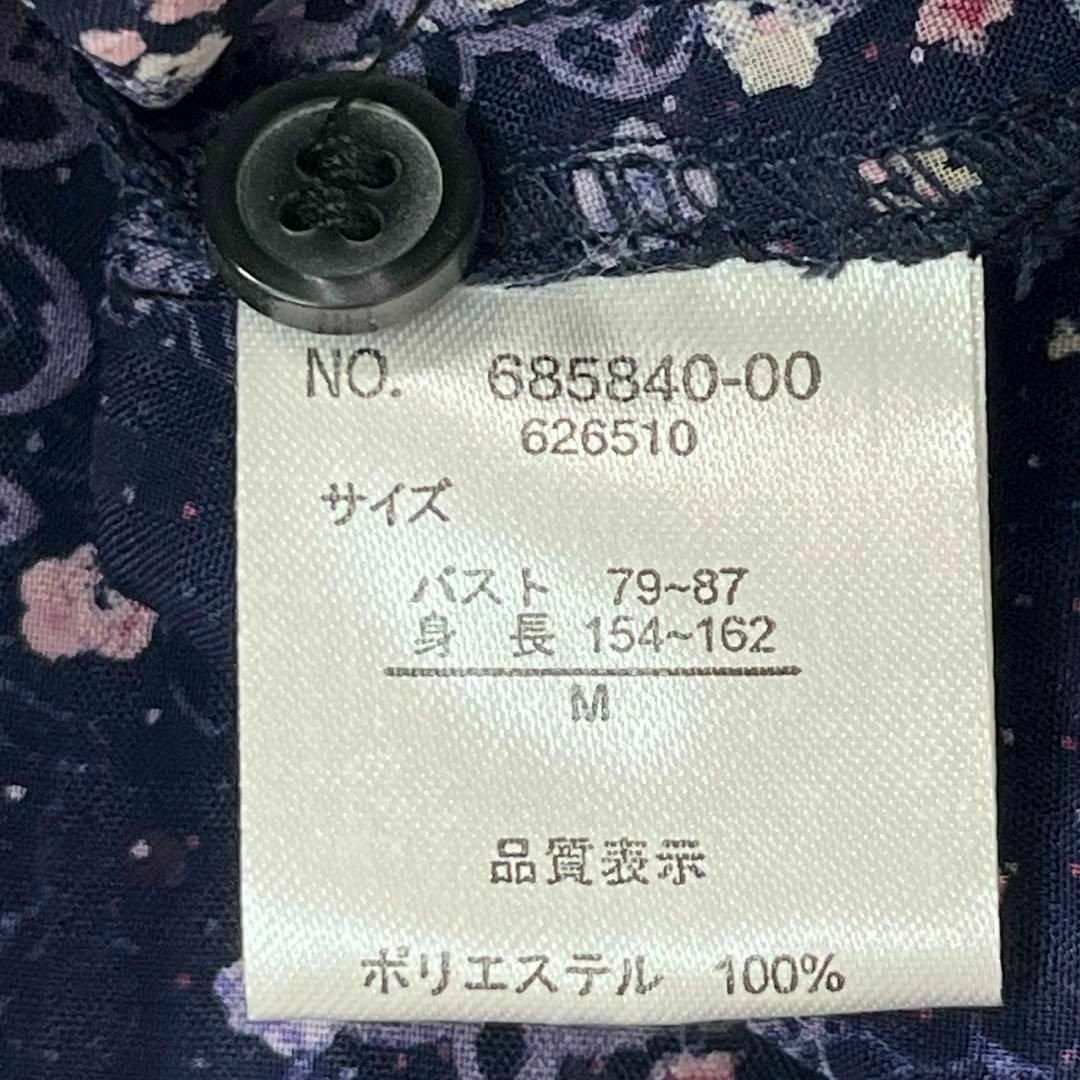 NO. 685840-00
626510
サイズ
バスト 79~87
身 長 154~162
M
品質表示
ポリエステル 100%